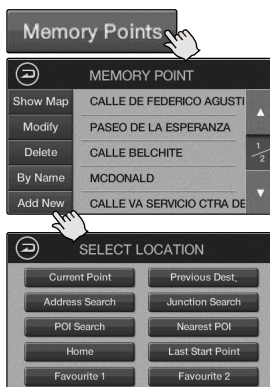 Memory Points
MEMORY POINT
Show Map CALLE DE FEDERICO AGUSTI
Modify PASEO DE LA ESPERANZA
Delete CALLE BELCHITE 1/2
By Name MCDONALD
Add New CALLE VA SERVICIO CTRA DE
SELECT LOCATION
Current Point Previous Dest.
Address Search Junction Search
POI Search Nearest POI
Home Last Start Point
Favourite 1 Favourite 2